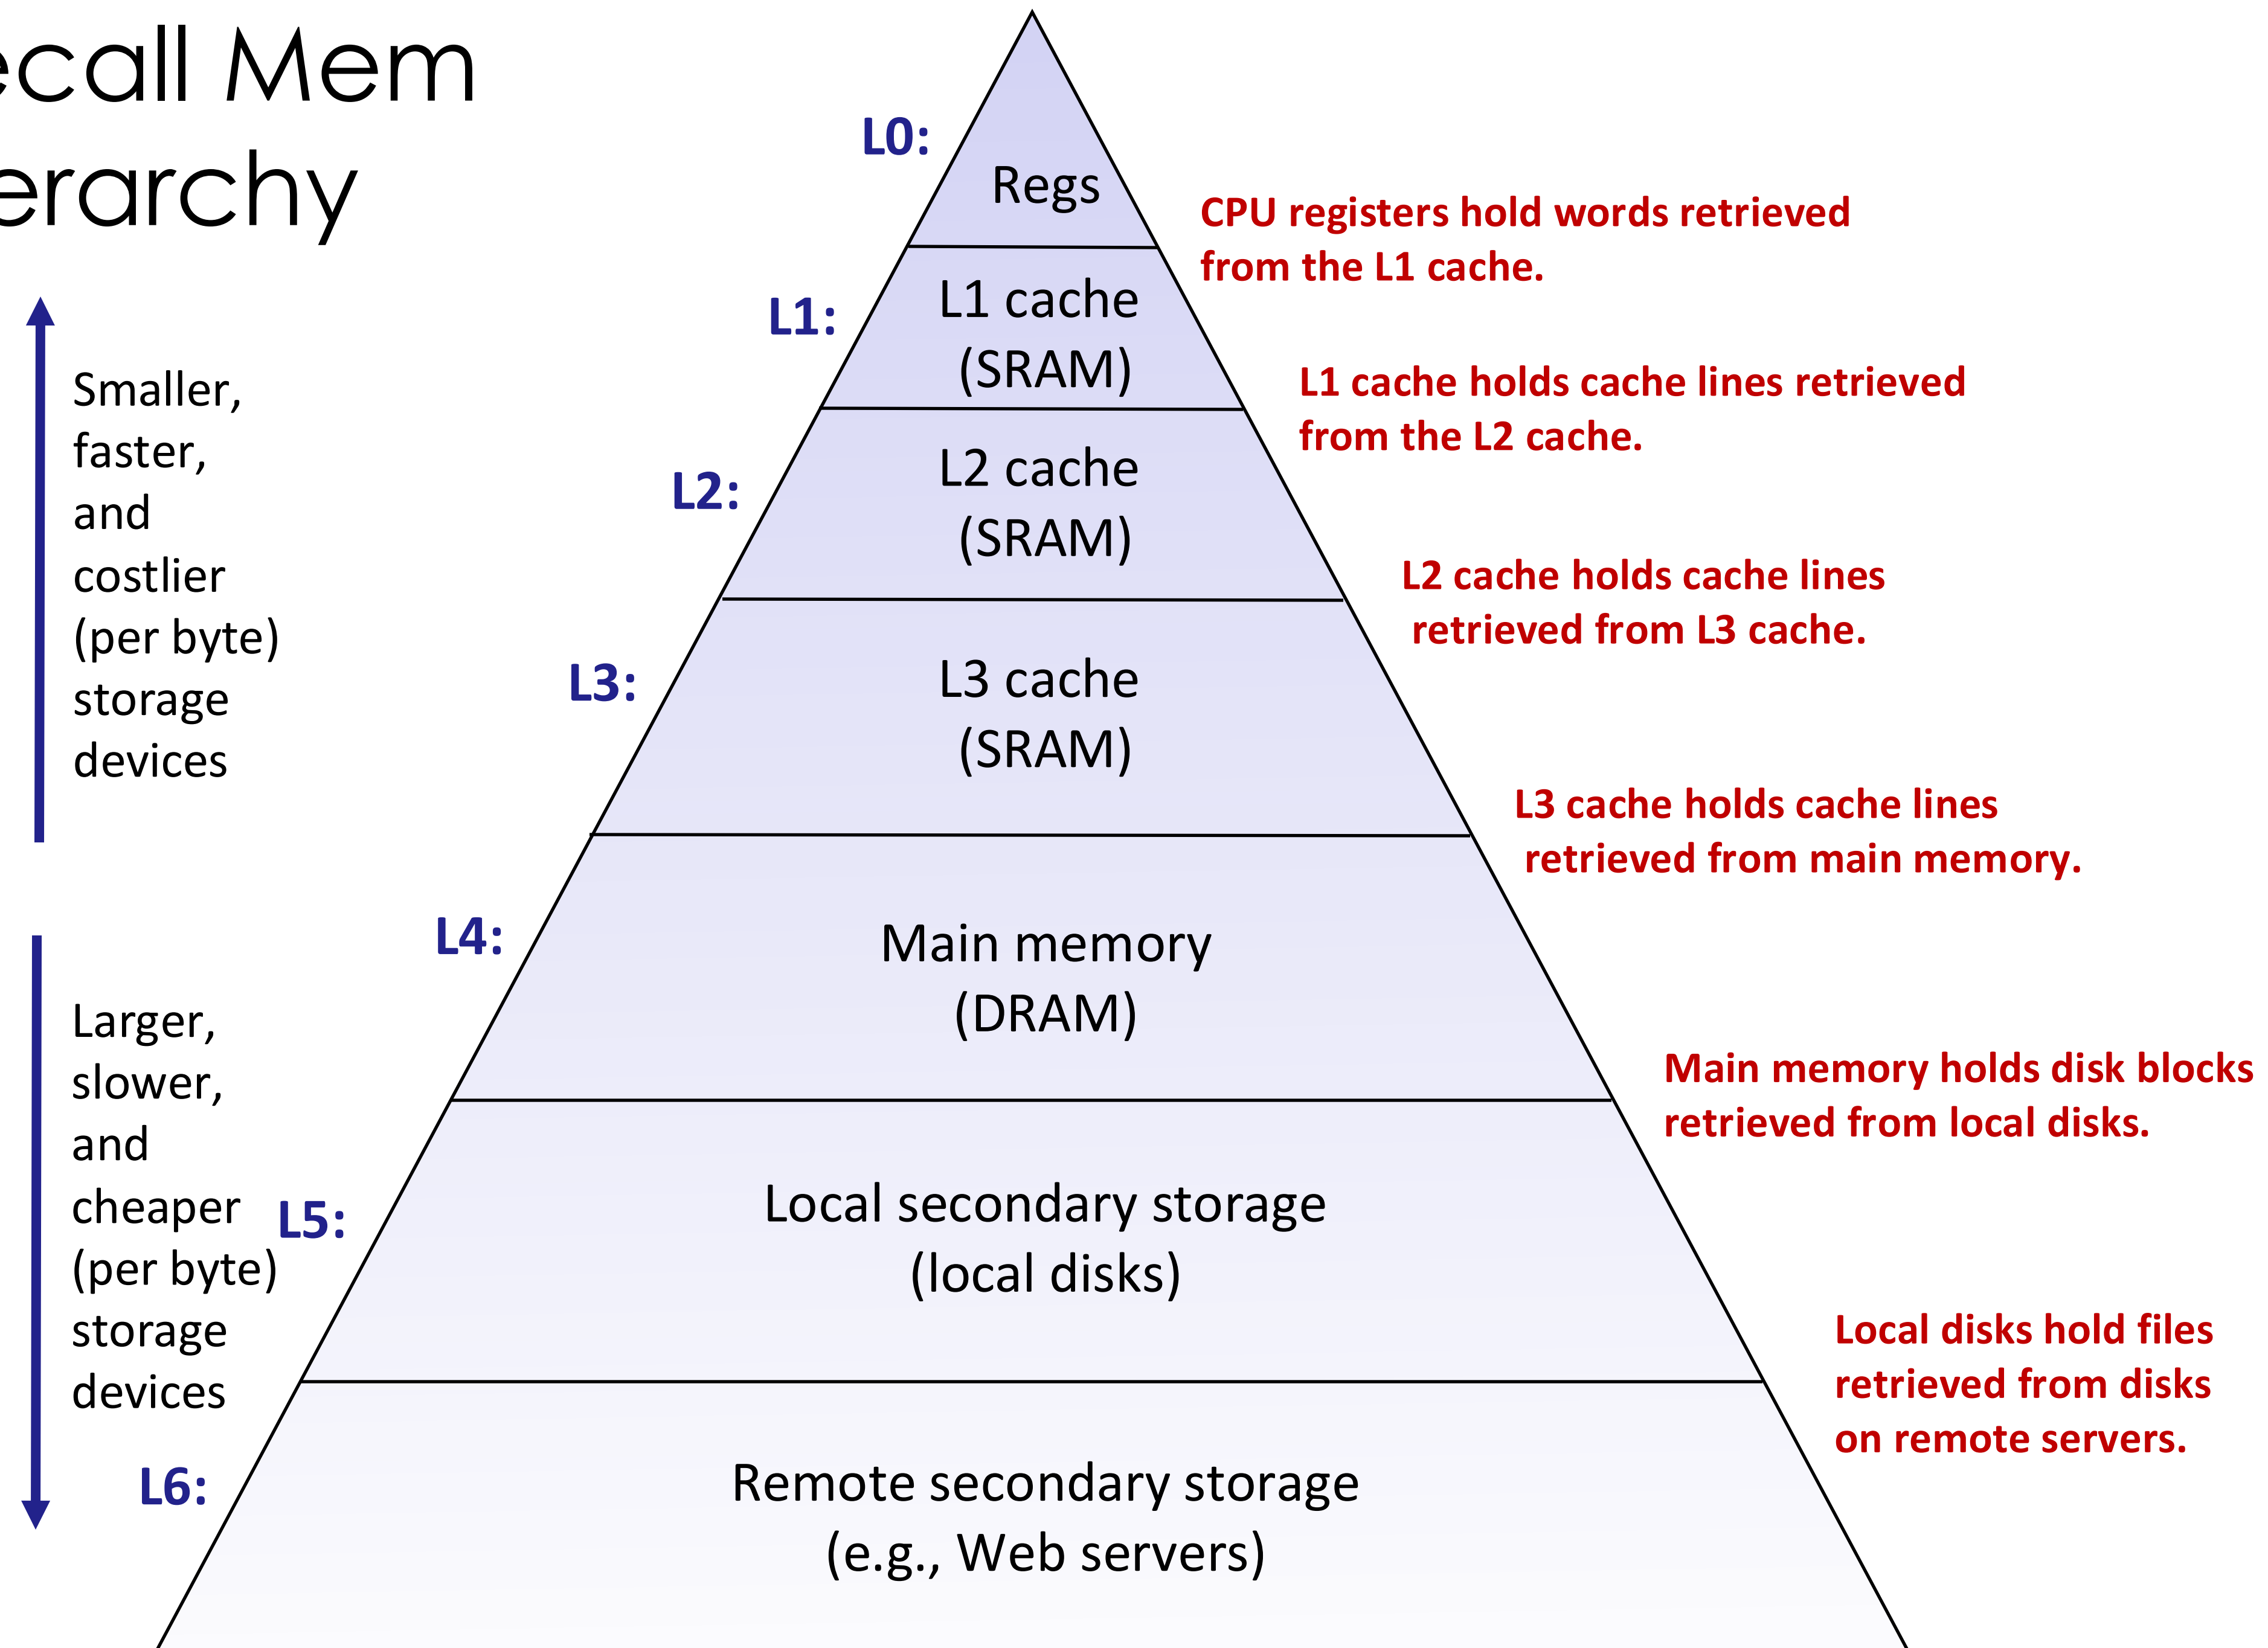 ecall Mem
erarchy
L0:
Regs
CPU registers hold words retrieved
from the L1 cache.
L1:
L1 cache
(SRAM)
L1 cache holds cache lines retrieved
from the L2 cache.
L2:
L2 cache
(SRAM)
L2 cache holds cache lines
retrieved from L3 cache.
L3:
L3 cache
(SRAM)
L3 cache holds cache lines
retrieved from main memory.
L4:
Main memory
(DRAM)
Main memory holds disk blocks
retrieved from local disks.
L5:
Local secondary storage
(local disks)
Local disks hold files
retrieved from disks
on remote servers.
L6:
Remote secondary storage
(e.g., Web servers)
Smaller,
faster,
and
costlier
(per byte)
storage
devices
Larger,
slower,
and
cheaper
(per byte)
storage
devices